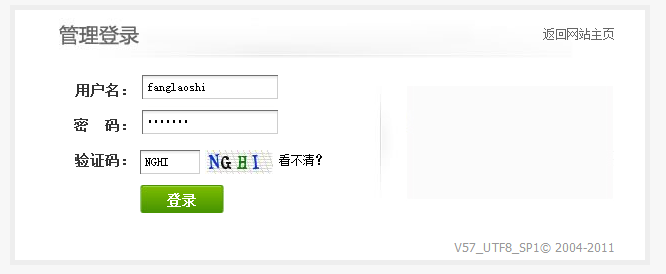 管理登录 返回网站主页
用户名： fanglaoshi
密 码： •••••••
验证码： NGHI NGHI 看不清？
登录
V57_UTF8_SP1© 2004-2011